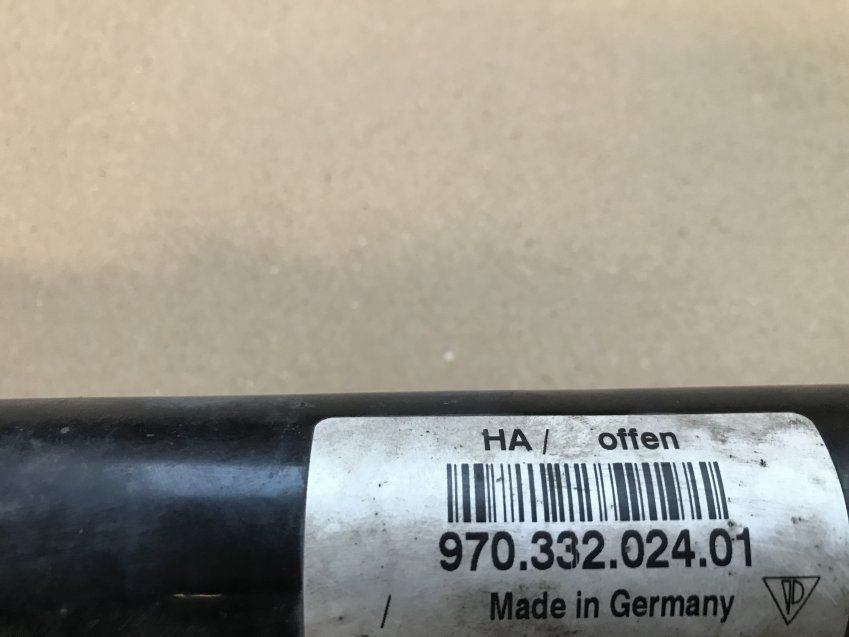 HA / offen
970.332.024.01
/ Made in Germany